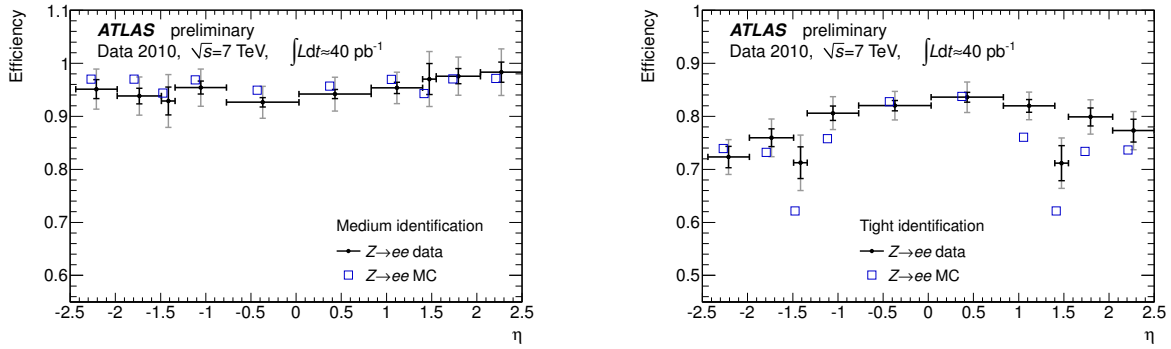 Efficiency
1.1
1
0.9
0.8
0.7
0.6
ATLAS preliminary
Data 2010, √s=7 TeV, ∫Ldt≈40 pb⁻¹
Medium identification
Z→ee data
Z→ee MC
-2.5 -2 -1.5 -1 -0.5 0 0.5 1 1.5 2 2.5
η
Efficiency
1
0.9
0.8
0.7
0.6
0.5
ATLAS preliminary
Data 2010, √s=7 TeV, ∫Ldt≈40 pb⁻¹
Tight identification
Z→ee data
Z→ee MC
-2.5 -2 -1.5 -1 -0.5 0 0.5 1 1.5 2 2.5
η